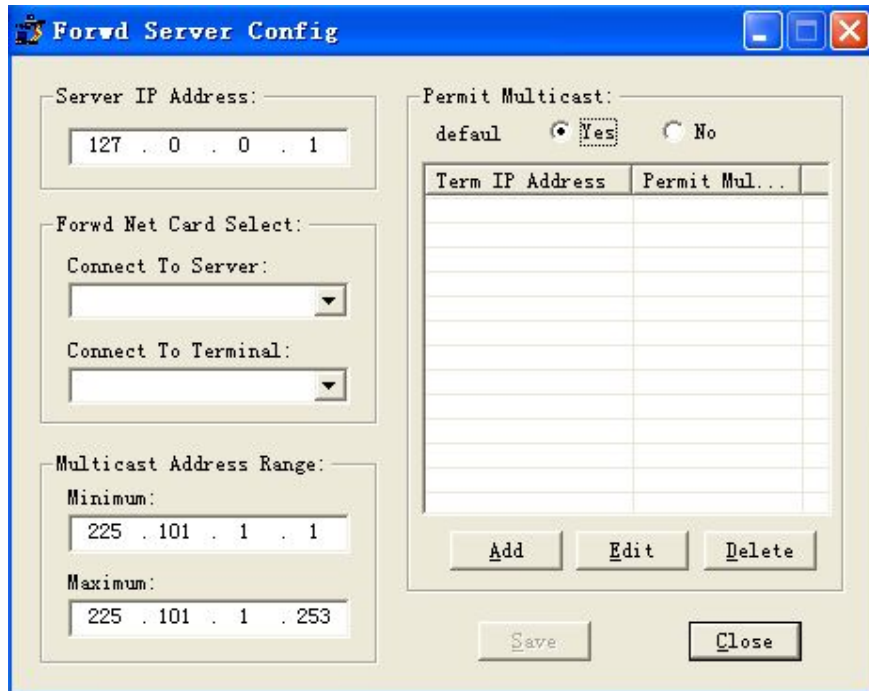 Forwd Server Config
Server IP Address:
127 . 0 . 0 . 1
Forwd Net Card Select:
Connect To Server:
Connect To Terminal:
Multicast Address Range:
Minimum:
225 . 101 . 1 . 1
Maximum:
225 . 101 . 1 . 253
Permit Multicast:
defaul Yes No
Term IP Address Permit Mul...
Add Edit Delete
Save Close